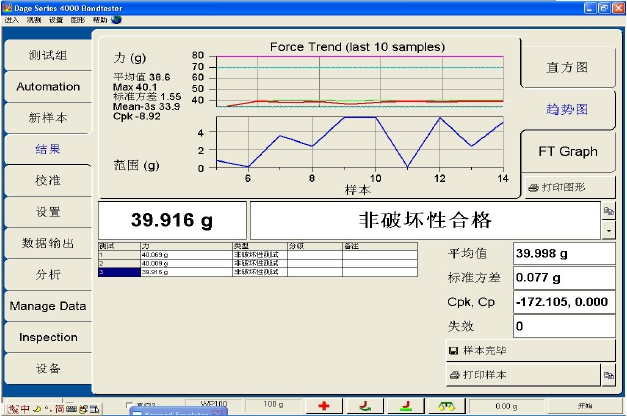 Dage Series 4000 Bondtester
进入 观测 设置 图形 帮助
测试组
Automation
新样本
结果
校准
设置
数据输出
分析
Manage Data
Inspection
设备
力 (g)
平均值 38.6
Max 40.1
标准方差 1.55
Mean-3s 33.9
Cpk -8.92
范围 (g)
Force Trend (last 10 samples)
80
70
60
50
40
4
2
0
6 8 10 12 14
样本
直方图
趋势图
FT Graph
打印图形
39.916 g
非破坏性合格
测试 力 类型 分级 备注
1 40.069 g 非破坏性测试
2 40.009 g 非破坏性测试
3 39.916 g 非破坏性测试
平均值 39.998 g
标准方差 0.077 g
Cpk, Cp -172.105, 0.000
失效 0
样本完毕
打印样本
中 简
WP100 100 g 0.00 g 开始